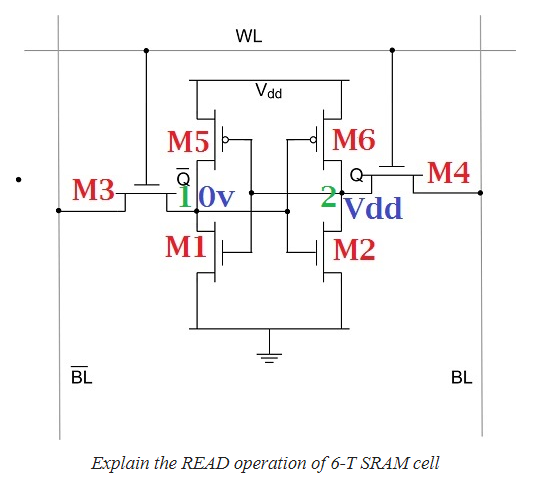 WL
V_dd
M5
M6
Q̅
Q
M4
M3
1
0v
2
Vdd
M1
M2
B̅L̅
BL
Explain the READ operation of 6-T SRAM cell